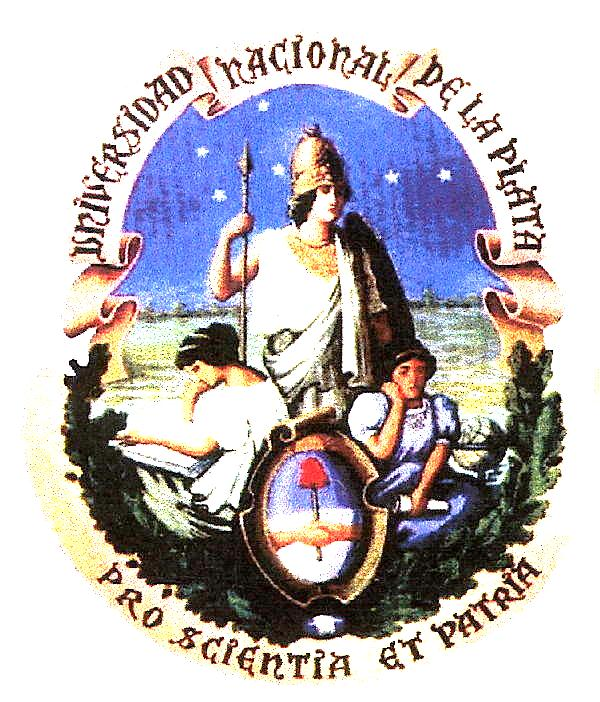 UNIVERSIDAD NACIONAL DE LA PLATA
PRO SCIENTIA ET PATRIA